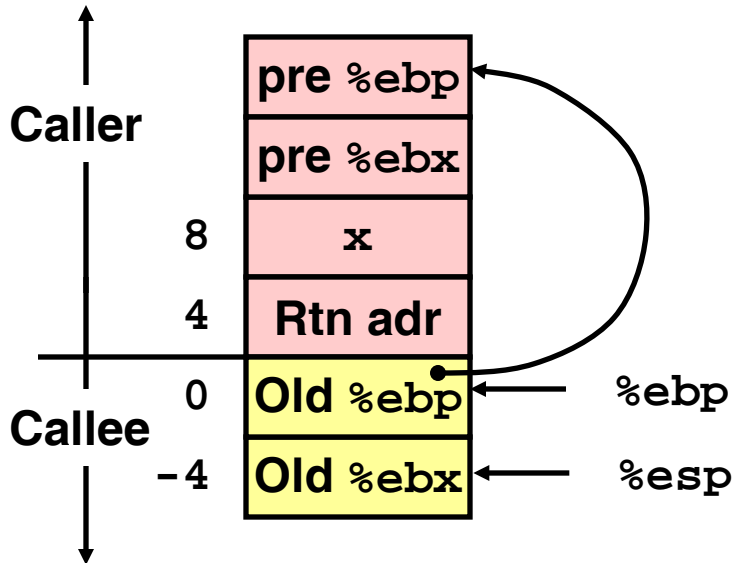 pre %ebp
Caller
pre %ebx
8 x
4 Rtn adr
0 Old %ebp %ebp
Callee
-4 Old %ebx %esp